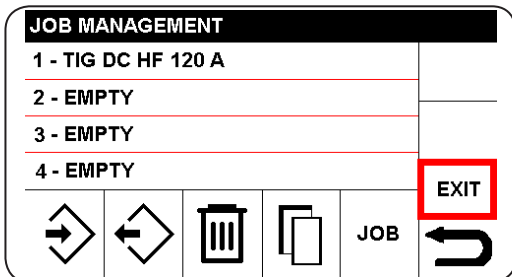 JOB MANAGEMENT
1 - TIG DC HF 120 A
2 - EMPTY
3 - EMPTY
4 - EMPTY
EXIT
JOB